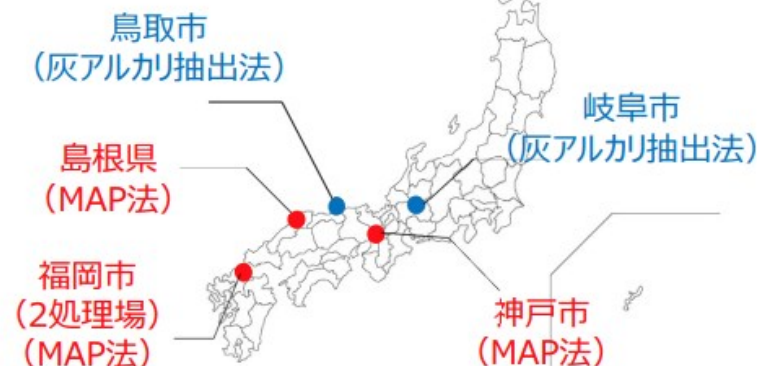 鳥取市
（灰アルカリ抽出法）
岐阜市
（灰アルカリ抽出法）
島根県
（MAP法）
福岡市
（2処理場）
（MAP法）
神戸市
（MAP法）